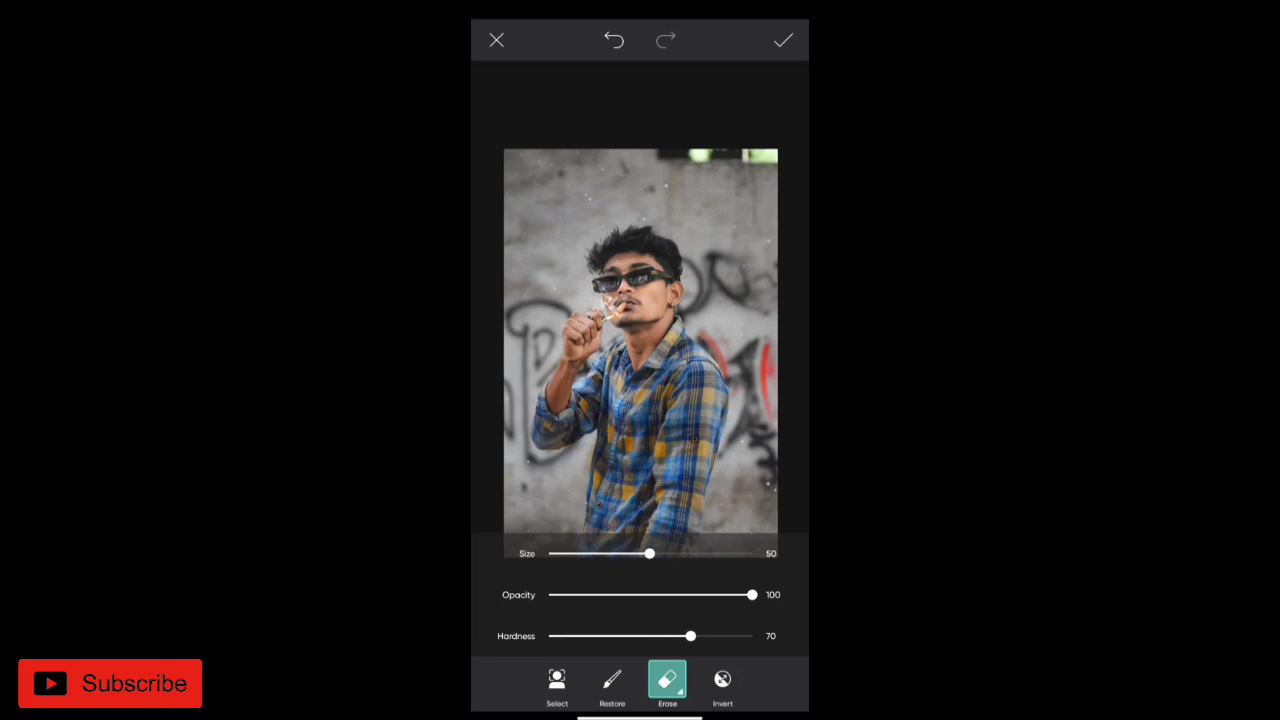 Size 50
Opacity 100
Hardness 70
Select Restore Erase Invert
Subscribe